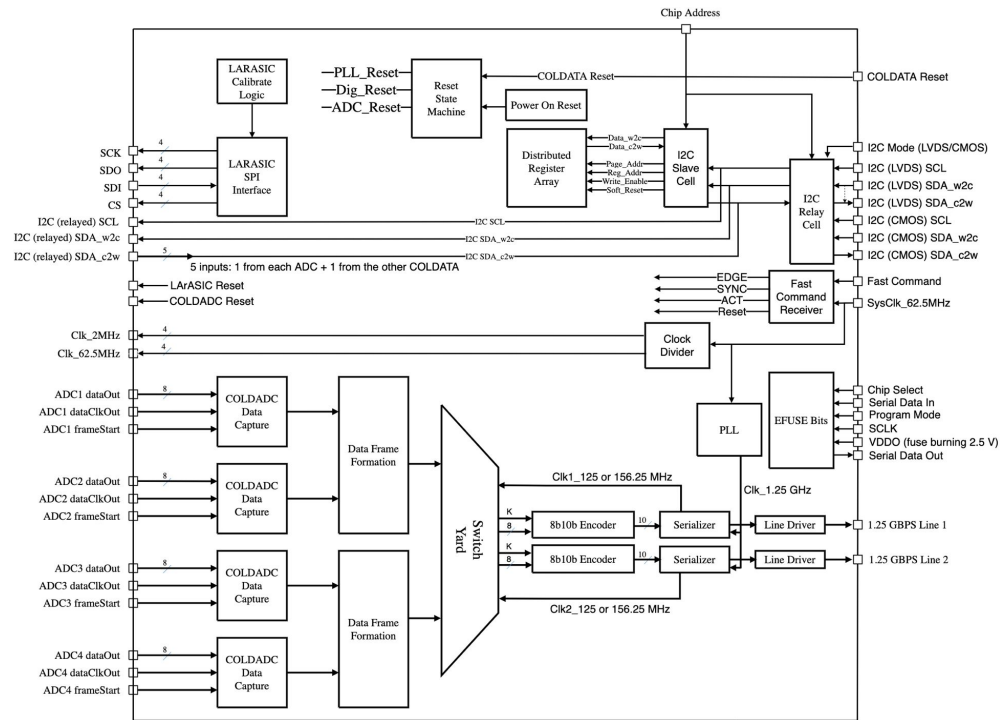 Chip Address
LARASIC
Calibrate
Logic
PLL_Reset
Dig_Reset
ADC_Reset
Reset
State
Machine
COLDATA Reset
COLDATA Reset
Power On Reset
SCK
SDO
SDI
CS
4
4
4
4
LARASIC
SPI
Interface
Distributed
Register
Array
Data_w2c
Data_c2w
Page_Addr
Reg_Addr
Write_Enable
Soft_Reset
I2C
Slave
Cell
I2C
Relay
Cell
I2C Mode (LVDS/CMOS)
I2C (LVDS) SCL
I2C (LVDS) SDA_w2c
I2C (LVDS) SDA_c2w
I2C (CMOS) SCL
I2C (CMOS) SDA_w2c
I2C (CMOS) SDA_c2w
I2C (relayed) SCL
I2C (relayed) SDA_w2c
I2C (relayed) SDA_c2w
I2C SCL
I2C SDA_w2c
I2C SDA_c2w
5
5 inputs: 1 from each ADC + 1 from the other COLDATA
LArASIC Reset
COLDADC Reset
EDGE
SYNC
ACT
Reset
Fast
Command
Receiver
Fast Command
SysClk_62.5MHz
Clk_2MHz
Clk_62.5MHz
4
4
Clock
Divider
PLL
EFUSE Bits
Chip Select
Serial Data In
Program Mode
SCLK
VDDO (fuse burning 2.5 V)
Serial Data Out
ADC1 dataOut
ADC1 dataClkOut
ADC1 frameStart
8
COLDADC
Data
Capture
ADC2 dataOut
ADC2 dataClkOut
ADC2 frameStart
8
COLDADC
Data
Capture
Data Frame
Formation
ADC3 dataOut
ADC3 dataClkOut
ADC3 frameStart
8
COLDADC
Data
Capture
ADC4 dataOut
ADC4 dataClkOut
ADC4 frameStart
8
COLDADC
Data
Capture
Data Frame
Formation
Switch
Yard
Clk1_125 or 156.25 MHz
Clk_1.25 GHz
K
8
8b10b Encoder
10
Serializer
Line Driver
1.25 GBPS Line 1
K
8
8b10b Encoder
10
Serializer
Line Driver
1.25 GBPS Line 2
Clk2_125 or 156.25 MHz